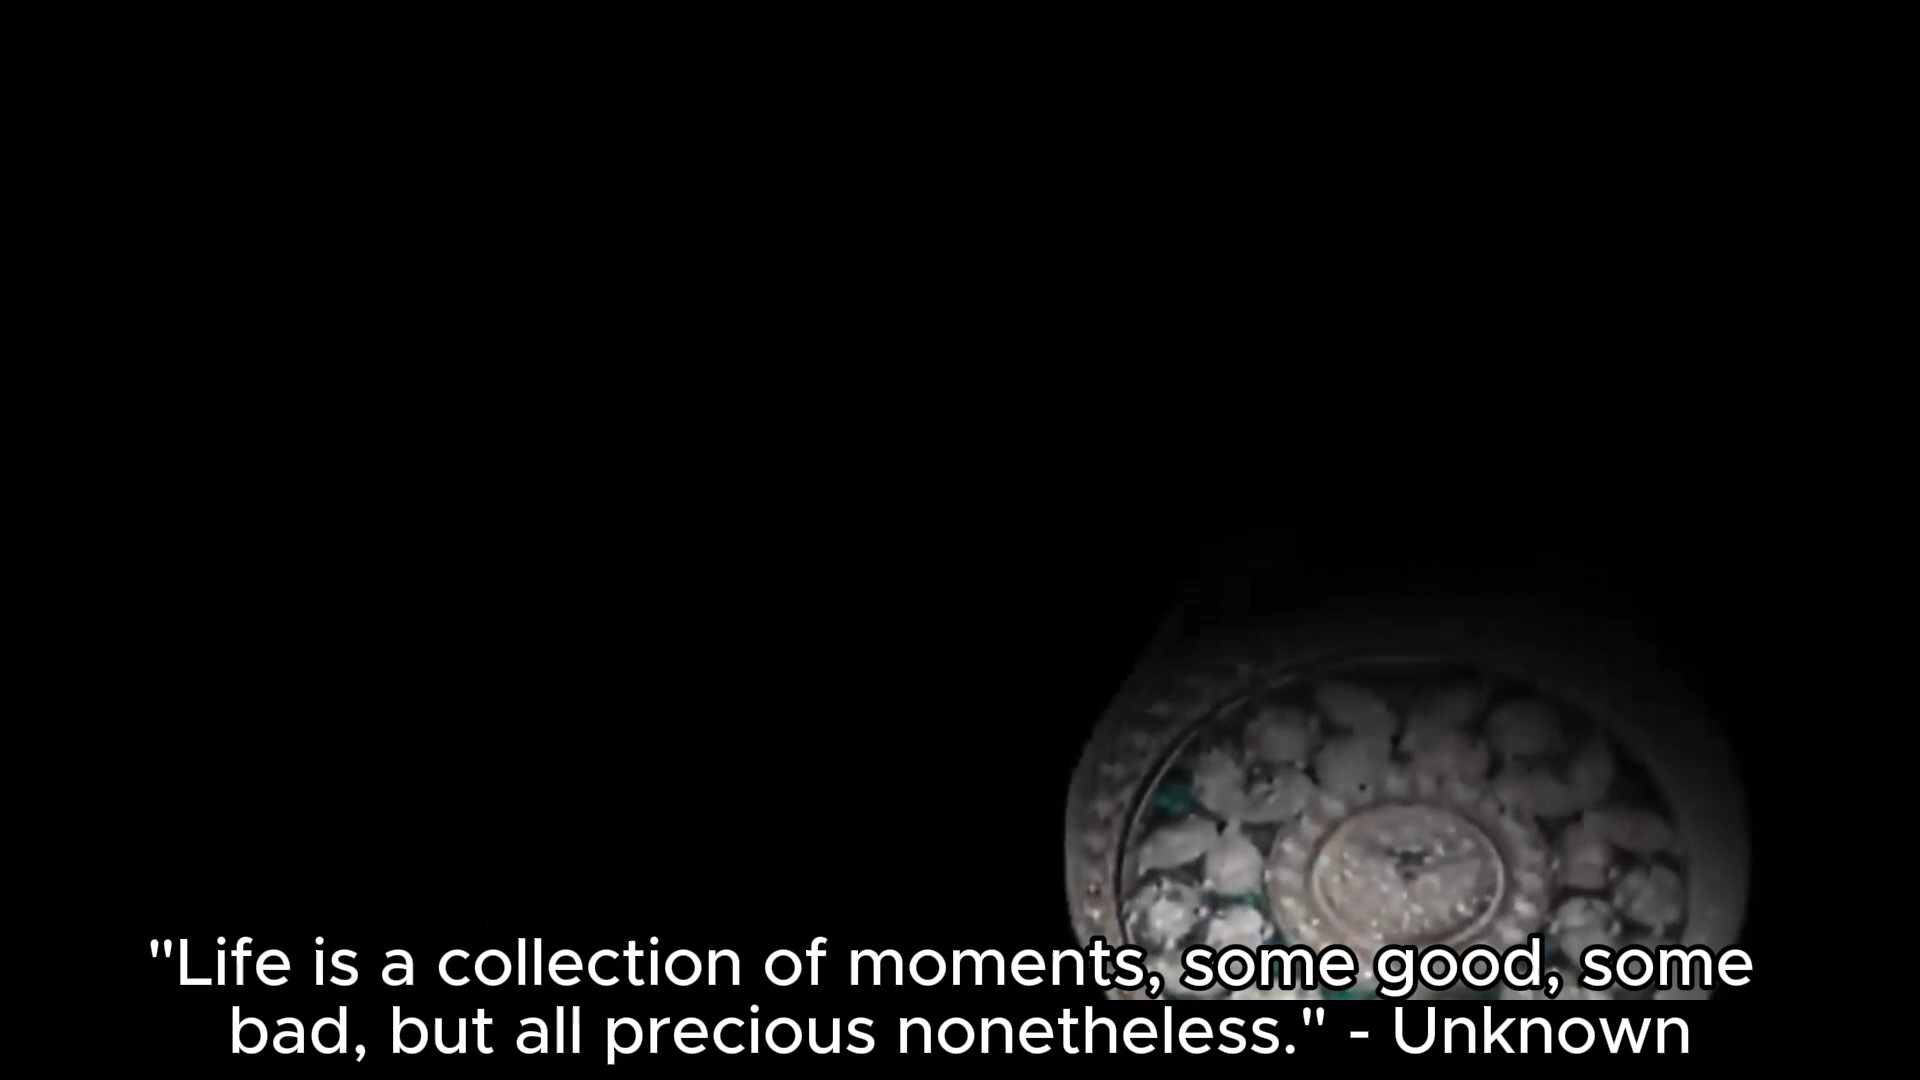 "Life is a collection of moments, some good, some
bad, but all precious nonetheless." - Unknown